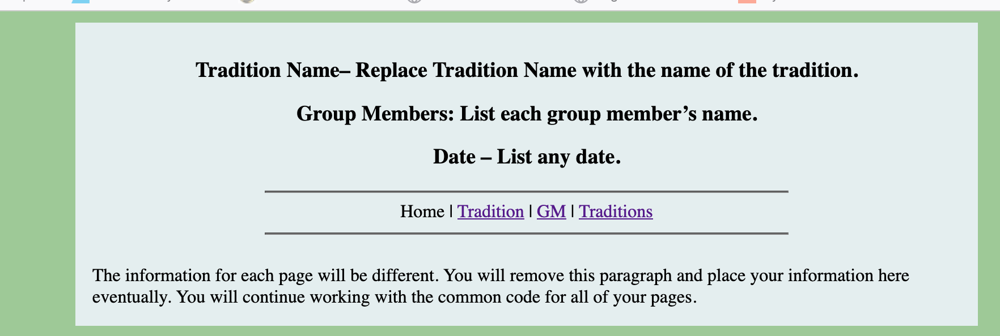 Tradition Name– Replace Tradition Name with the name of the tradition.
Group Members: List each group member’s name.
Date – List any date.
Home | Tradition | GM | Traditions
The information for each page will be different. You will remove this paragraph and place your information here
eventually. You will continue working with the common code for all of your pages.